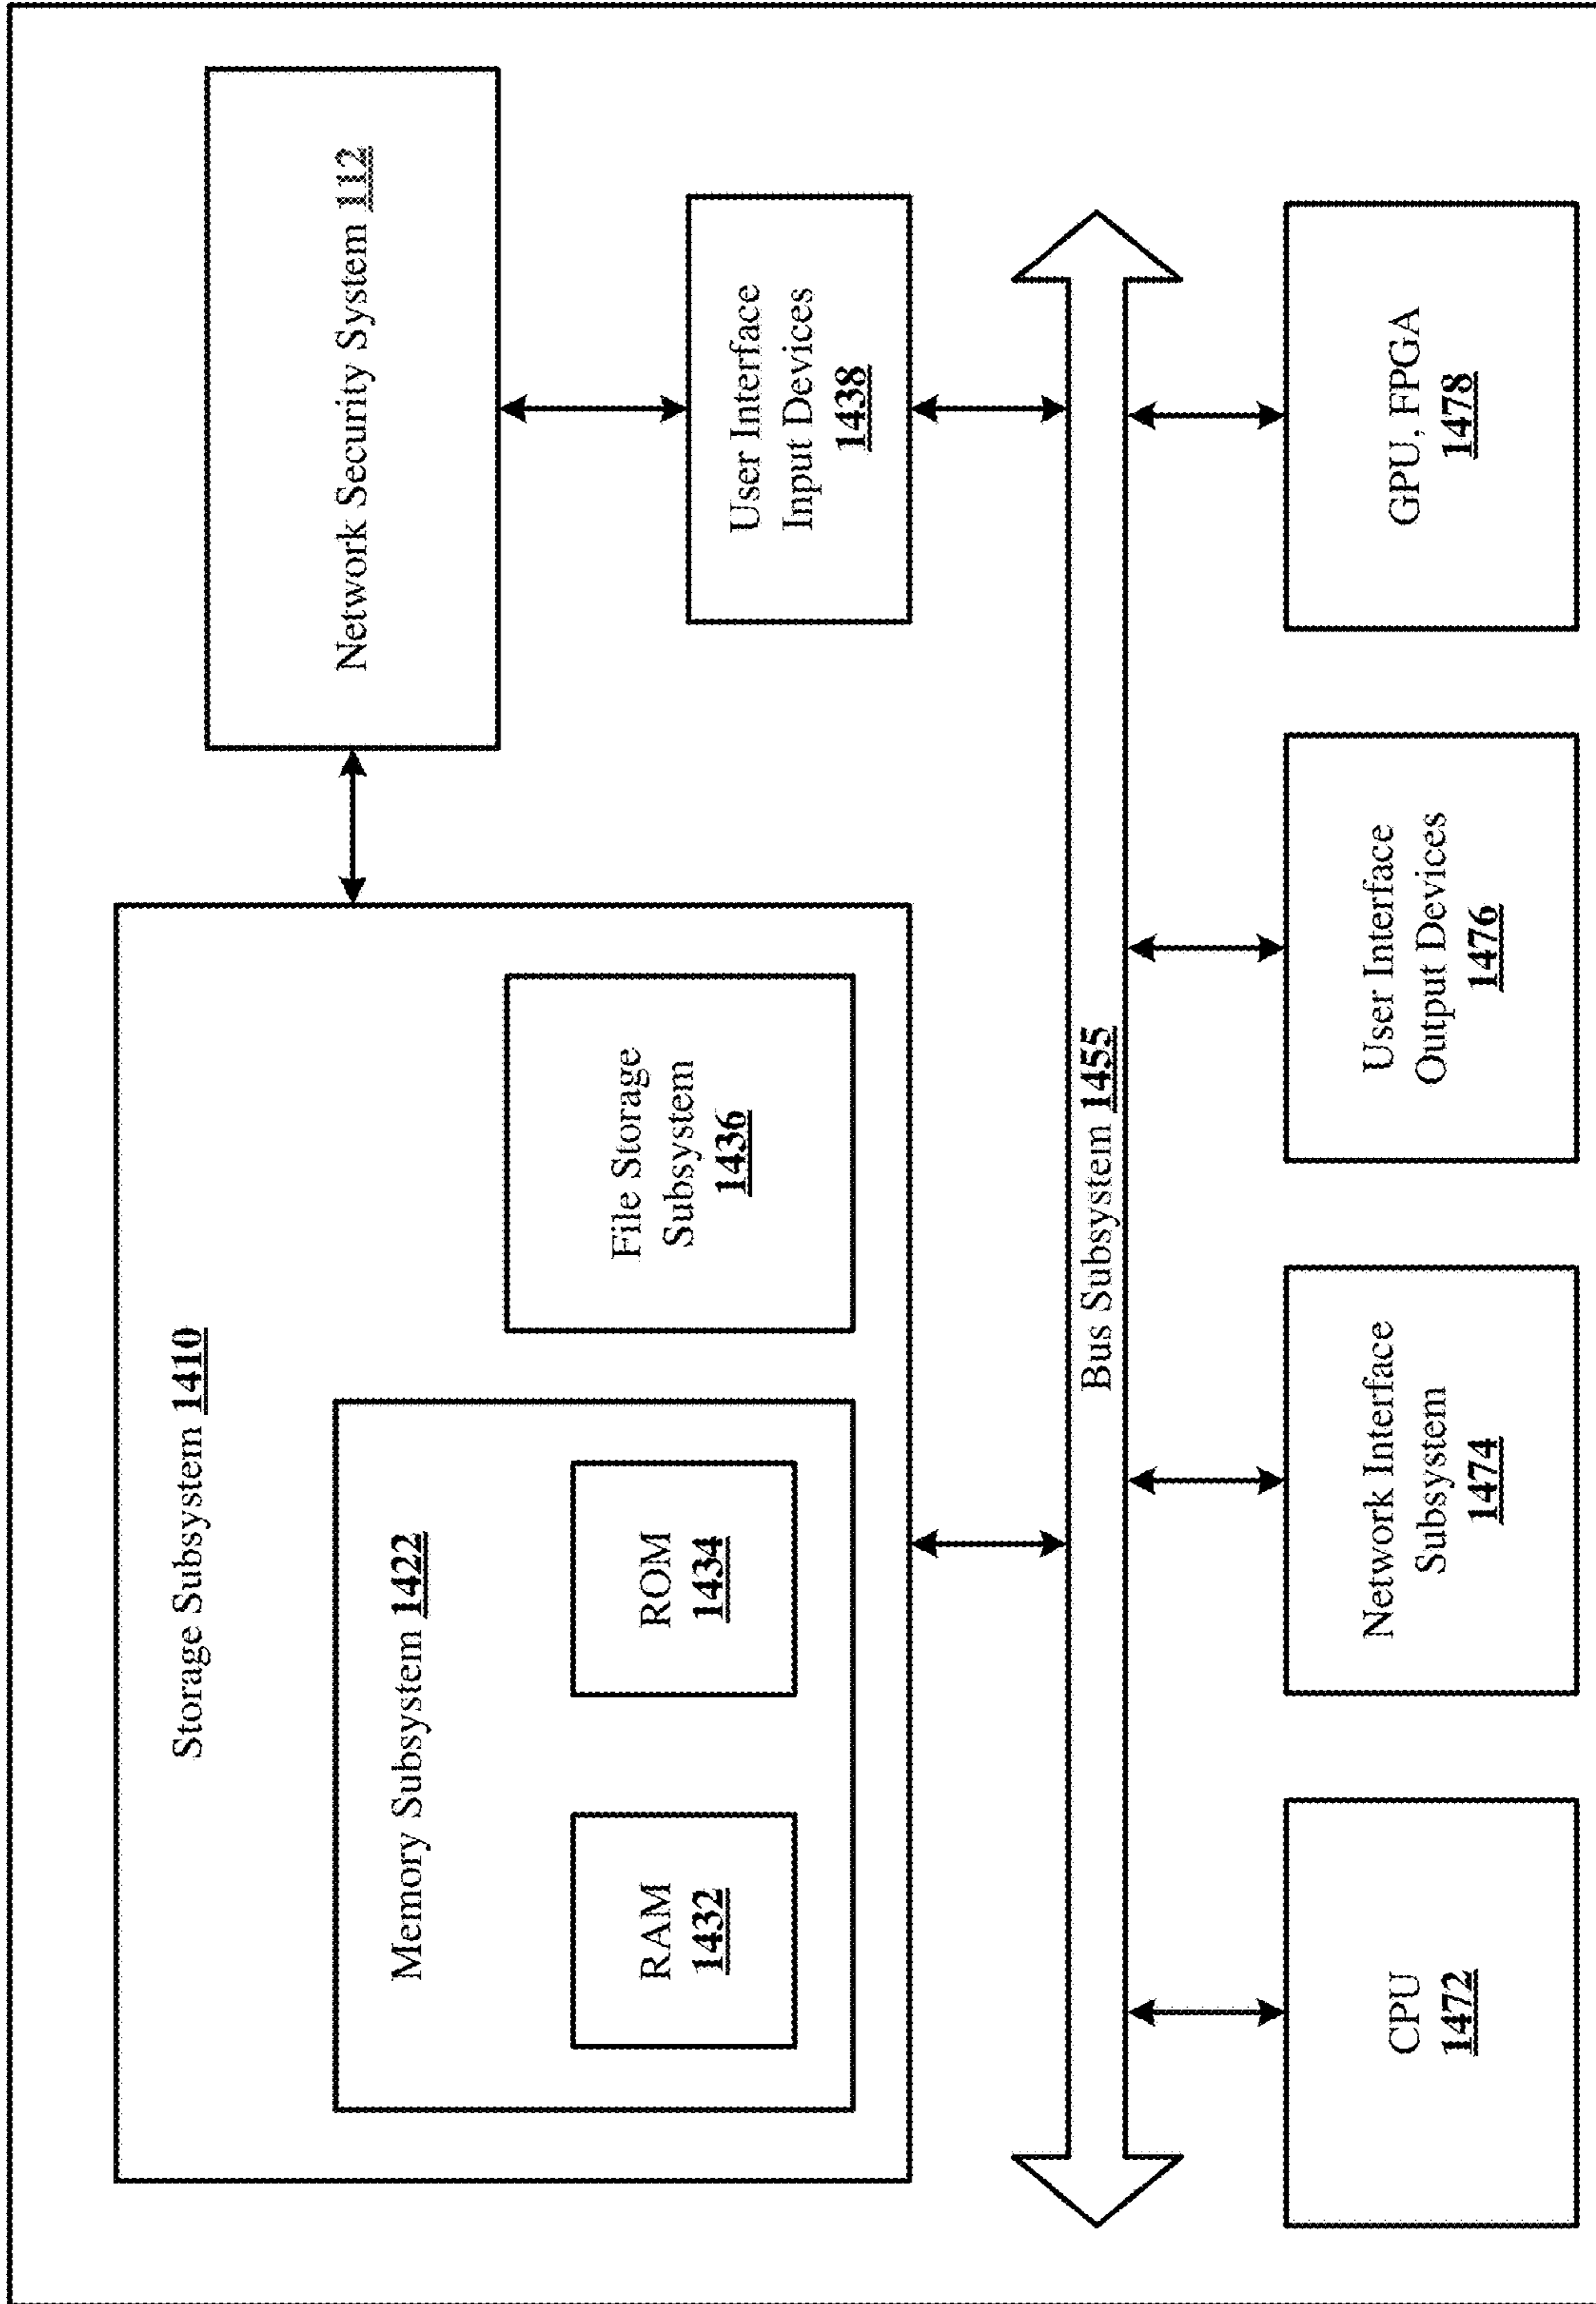 Storage Subsystem 1410
Memory Subsystem 1422
RAM
1432
ROM
1434
File Storage
Subsystem
1436
Network Security System 112
User Interface
Input Devices
1438
Bus Subsystem 1455
CPU
1472
Network Interface
Subsystem
1474
User Interface
Output Devices
1476
GPU, FPGA
1478